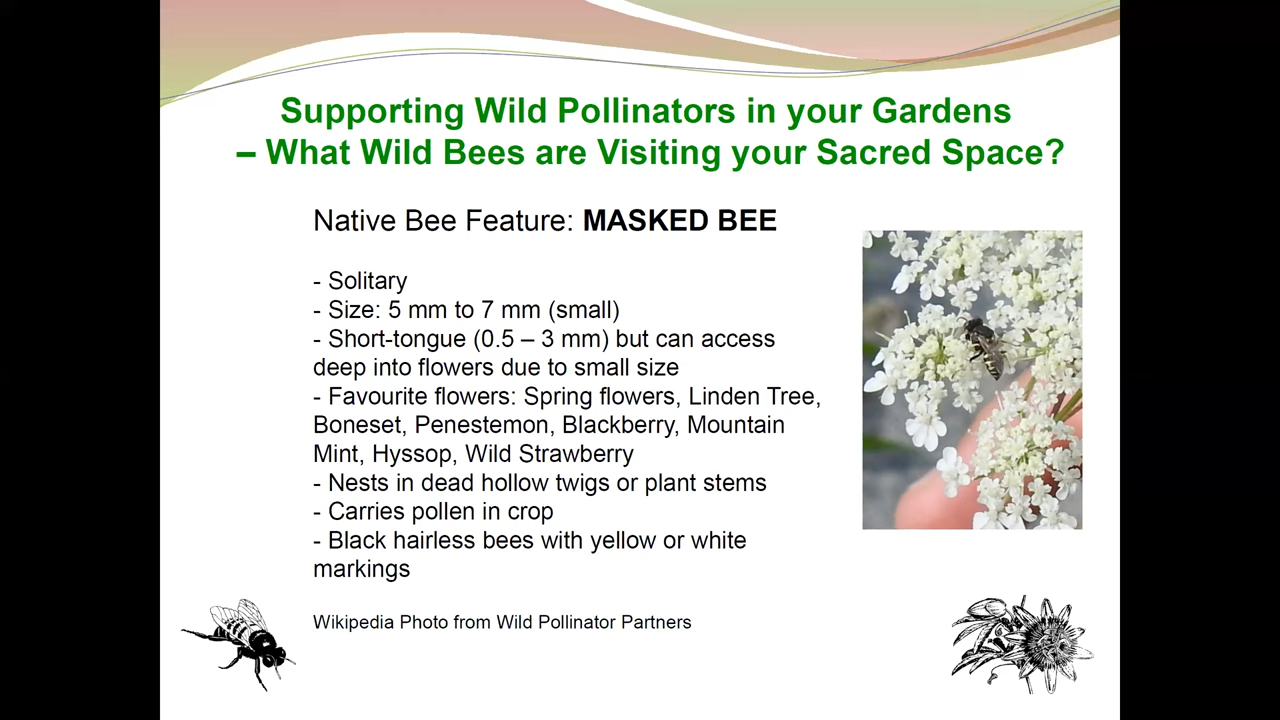 Supporting Wild Pollinators in your Gardens
– What Wild Bees are Visiting your Sacred Space?
Native Bee Feature: MASKED BEE
- Solitary
- Size: 5 mm to 7 mm (small)
- Short-tongue (0.5 – 3 mm) but can access
deep into flowers due to small size
- Favourite flowers: Spring flowers, Linden Tree,
Boneset, Penestemon, Blackberry, Mountain
Mint, Hyssop, Wild Strawberry
- Nests in dead hollow twigs or plant stems
- Carries pollen in crop
- Black hairless bees with yellow or white
markings
Wikipedia Photo from Wild Pollinator Partners